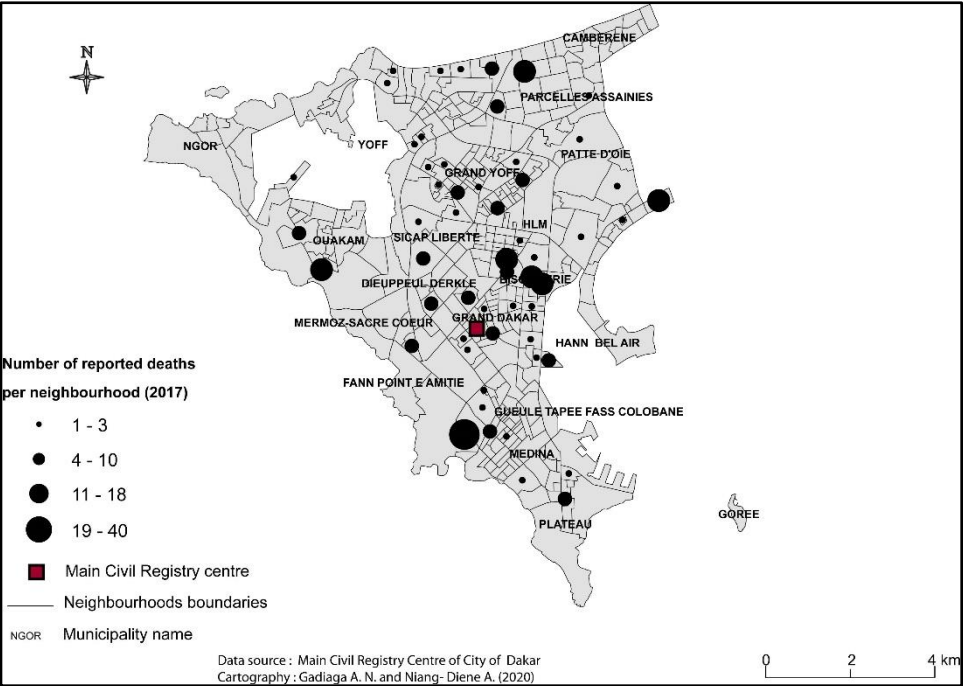 N
CAMBERENE
PARCELLES ASSAINIES
NGOR
YOFF
PATTE D'OIE
GRAND YOFF
HLM
SICAP LIBERTE
OUAKAM
BISCUITERIE
DIEUPPEUL DERKLE
GRAND DAKAR
MERMOZ-SACRE COEUR
HANN BEL AIR
FANN POINT E AMITIE
GUEULE TAPEE FASS COLOBANE
MEDINA
GOREE
PLATEAU
Number of reported deaths
per neighbourhood (2017)
1 - 3
4 - 10
11 - 18
19 - 40
Main Civil Registry centre
Neighbourhoods boundaries
NGOR Municipality name
Data source : Main Civil Registry Centre of City of Dakar
Cartography : Gadiaga A. N. and Niang- Diene A. (2020)
0 2 4 km